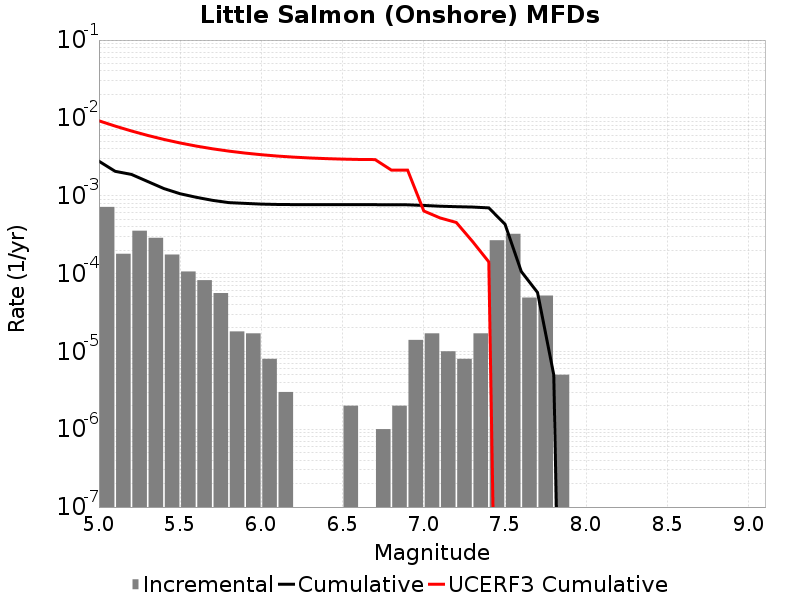 Little Salmon (Onshore) MFDs
10-1
10-2
10-3
10-4
10-5
10-6
10-7
Rate (1/yr)
5.0 5.5 6.0 6.5 7.0 7.5 8.0 8.5 9.0
Magnitude
Incremental Cumulative UCERF3 Cumulative